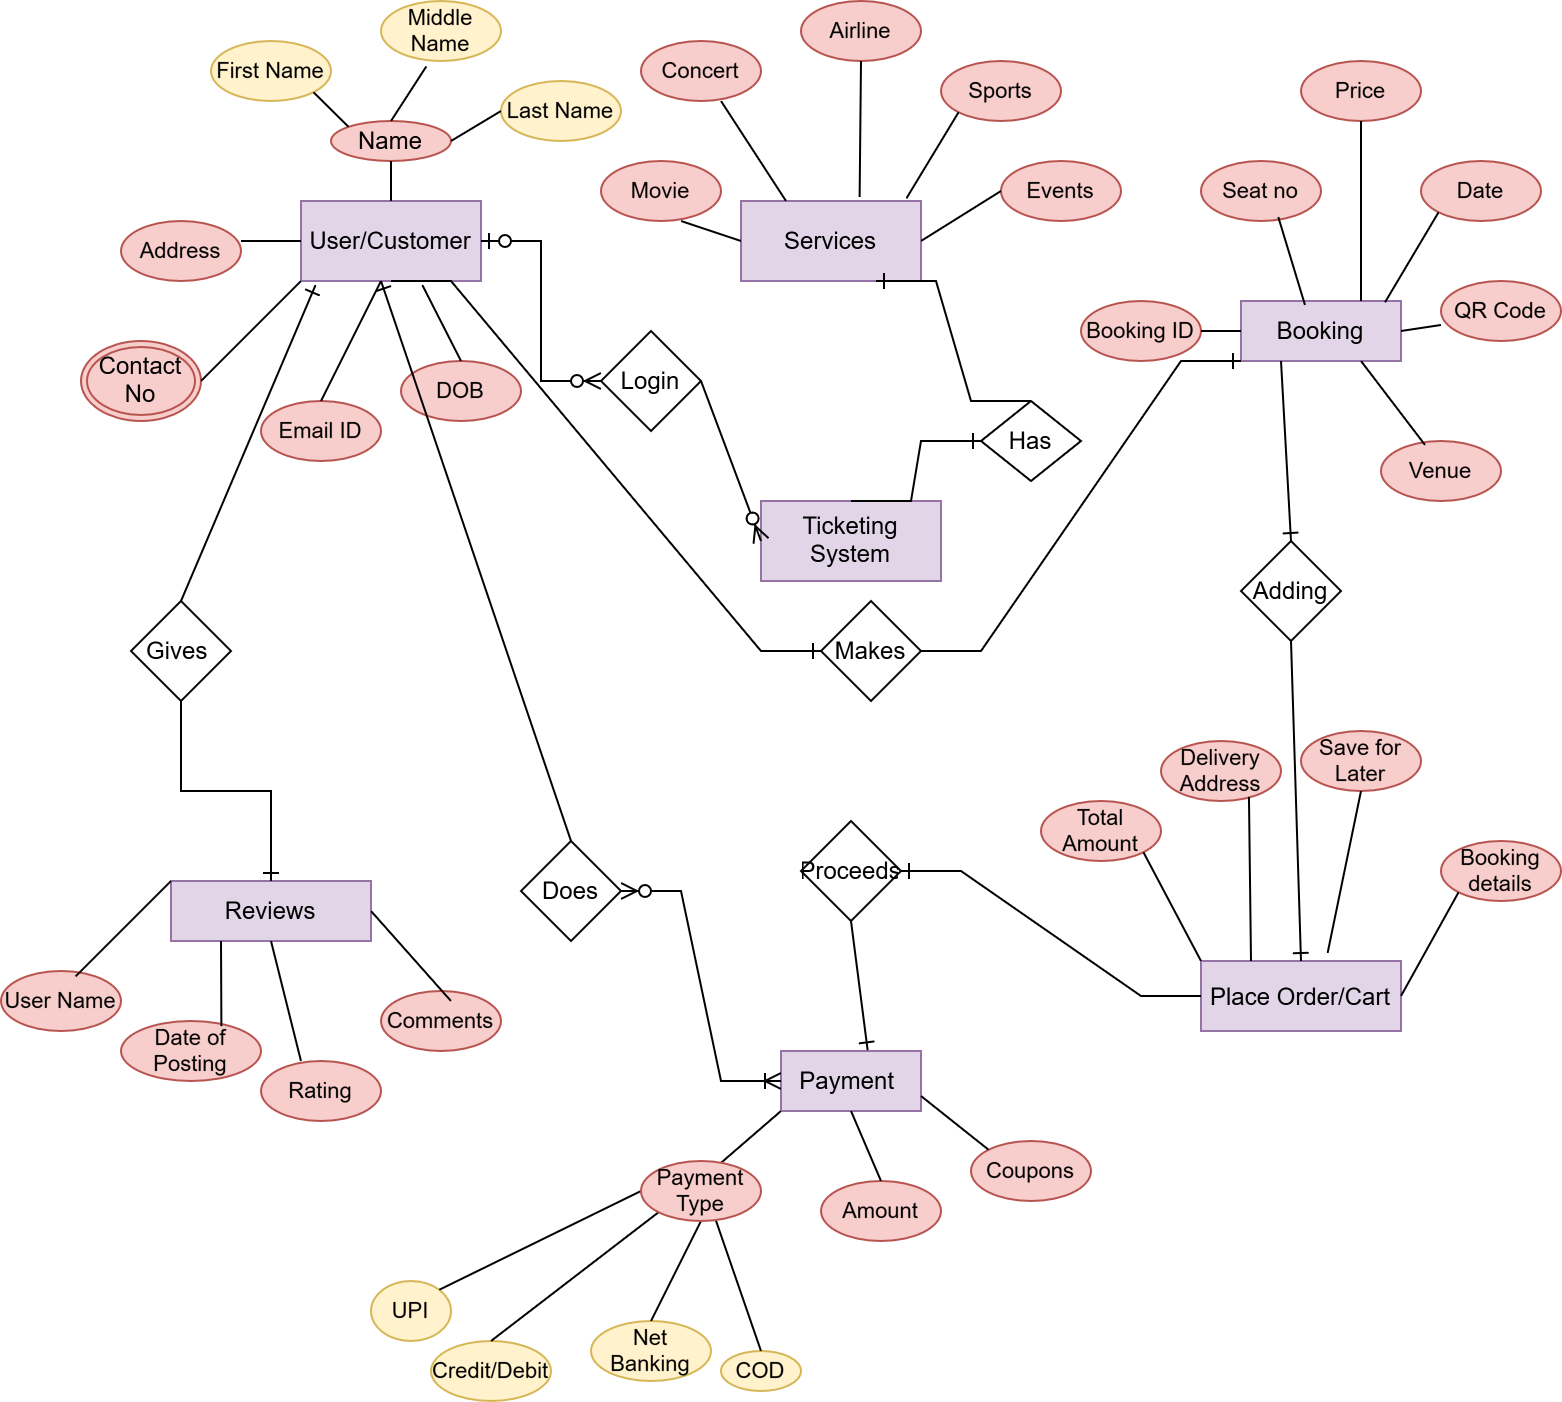 Middle
Name
Airline
First Name
Concert
Sports
Price
Last Name
Name
Movie
Events
Seat no
Date
User/Customer
Services
Address
QR Code
Booking ID
Booking
Contact
No
Login
DOB
Email ID
Has
Venue
Ticketing
System
Adding
Gives
Makes
Delivery
Address
Save for
Later
Total
Amount
Booking
details
Proceeds
Does
Reviews
User Name
Place Order/Cart
Comments
Date of
Posting
Rating
Payment
Payment
Type
Coupons
Amount
UPI
Net
Banking
Credit/Debit
COD